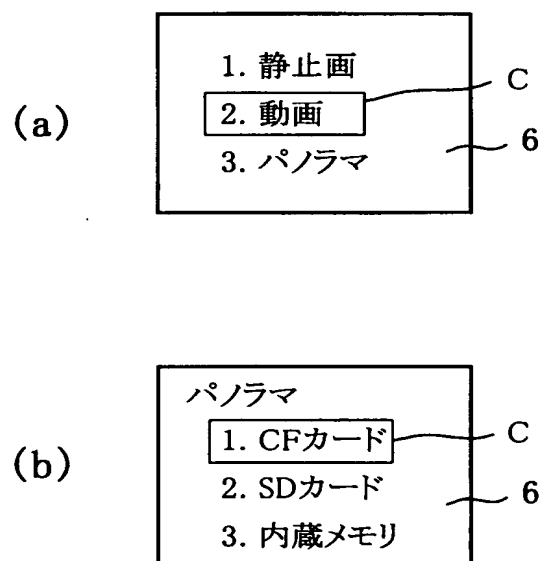 (a)
1. 静止画
2. 動画
3. パノラマ
C
6
(b)
パノラマ
1. CFカード
2. SDカード
3. 内蔵メモリ
C
6